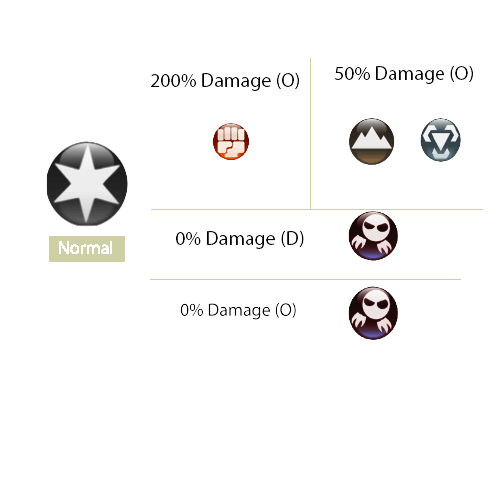 200% Damage (O)
50% Damage (O)
Normal
0% Damage (D)
0% Damage (O)